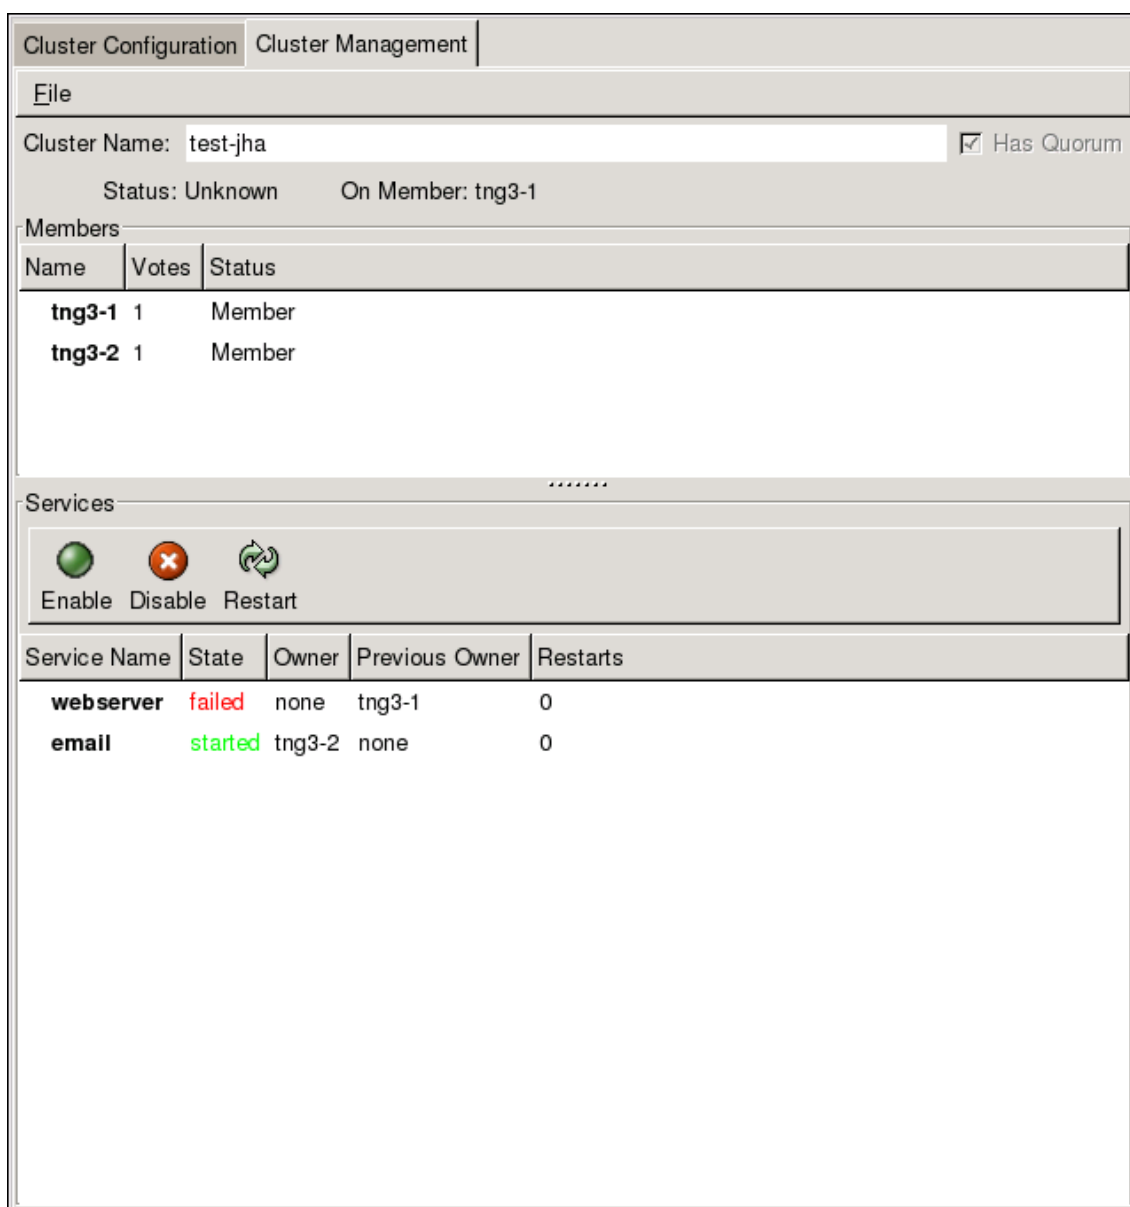 Cluster Configuration Cluster Management
File
Cluster Name: test-jha Has Quorum
Status: Unknown On Member: tng3-1
Members
Name Votes Status
tng3-1 1 Member
tng3-2 1 Member
Services
Enable Disable Restart
Service Name State Owner Previous Owner Restarts
webserver failed none tng3-1 0
email started tng3-2 none 0